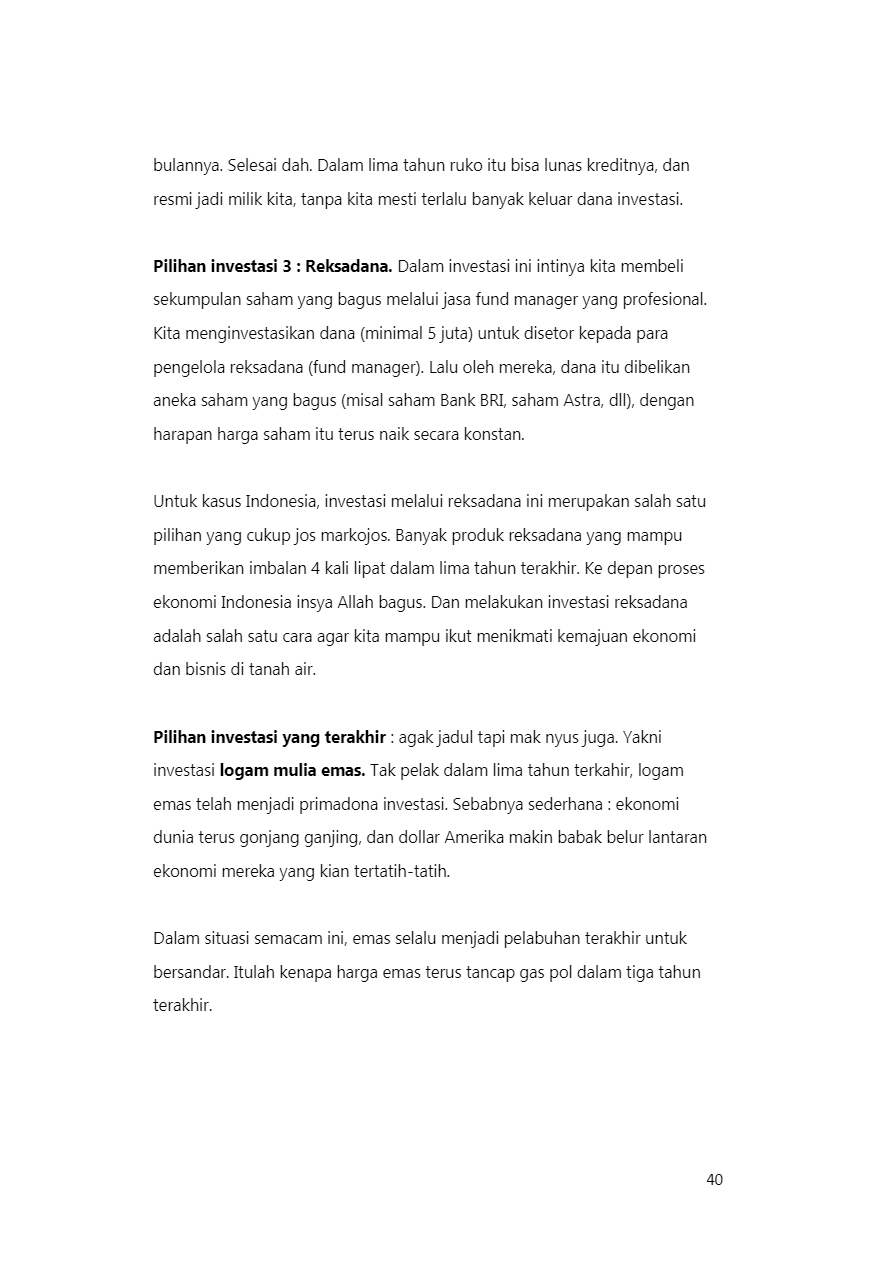 bulannya. Selesai dah. Dalam lima tahun ruko itu bisa lunas kreditnya, dan
resmi jadi milik kita, tanpa kita mesti terlalu banyak keluar dana investasi.
Pilihan investasi 3 : Reksadana. Dalam investasi ini intinya kita membeli
sekumpulan saham yang bagus melalui jasa fund manager yang profesional.
Kita menginvestasikan dana (minimal 5 juta) untuk disetor kepada para
pengelola reksadana (fund manager). Lalu oleh mereka, dana itu dibelikan
aneka saham yang bagus (misal saham Bank BRI, saham Astra, dll), dengan
harapan harga saham itu terus naik secara konstan.
Untuk kasus Indonesia, investasi melalui reksadana ini merupakan salah satu
pilihan yang cukup jos markojos. Banyak produk reksadana yang mampu
memberikan imbalan 4 kali lipat dalam lima tahun terakhir. Ke depan proses
ekonomi Indonesia insya Allah bagus. Dan melakukan investasi reksadana
adalah salah satu cara agar kita mampu ikut menikmati kemajuan ekonomi
dan bisnis di tanah air.
Pilihan investasi yang terakhir : agak jadul tapi mak nyus juga. Yakni
investasi logam mulia emas. Tak pelak dalam lima tahun terkahir, logam
emas telah menjadi primadona investasi. Sebabnya sederhana : ekonomi
dunia terus gonjang ganjing, dan dollar Amerika makin babak belur lantaran
ekonomi mereka yang kian tertatih-tatih.
Dalam situasi semacam ini, emas selalu menjadi pelabuhan terakhir untuk
bersandar. Itulah kenapa harga emas terus tancap gas pol dalam tiga tahun
terakhir.
40